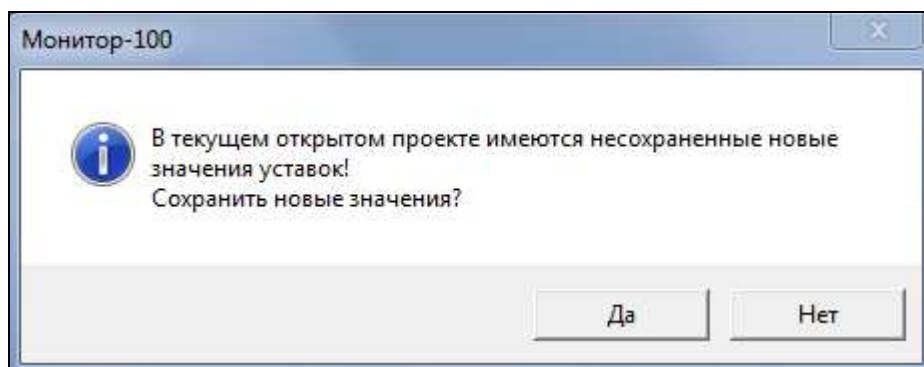 Монитор-100
В текущем открытом проекте имеются несохраненные новые
значения уставок!
Сохранить новые значения?
Да
Нет